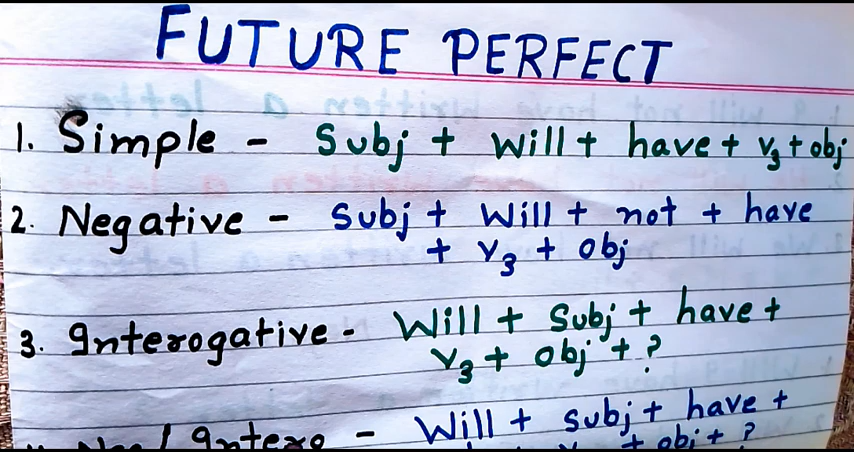 FUTURE PERFECT
1. Simple - Subj + Will + have + V3 + obj
2. Negative - Subj + Will + not + have
+ V3 + obj
3. Interogative - Will + Subj + have +
V3 + obj + ?
Intero - Will + subj + have +
+ obj + ?